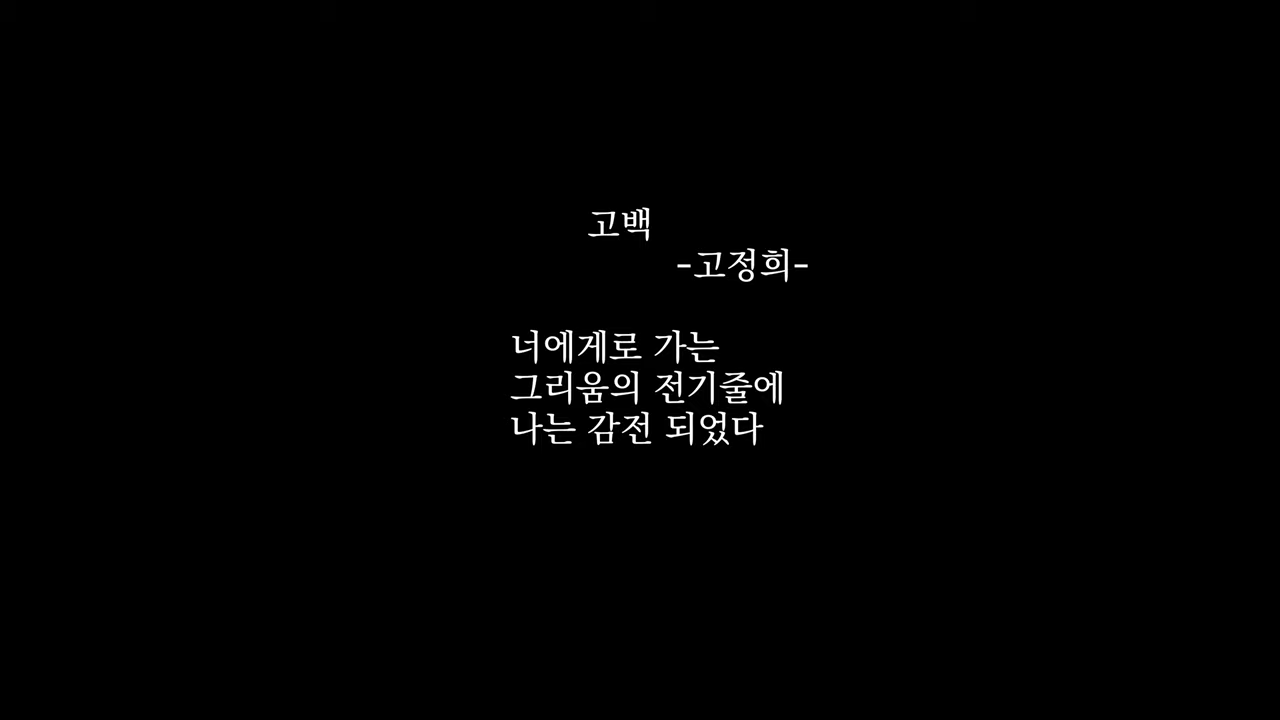 고백
-고정희-
너에게로 가는
그리움의 전기줄에
나는 감전 되었다